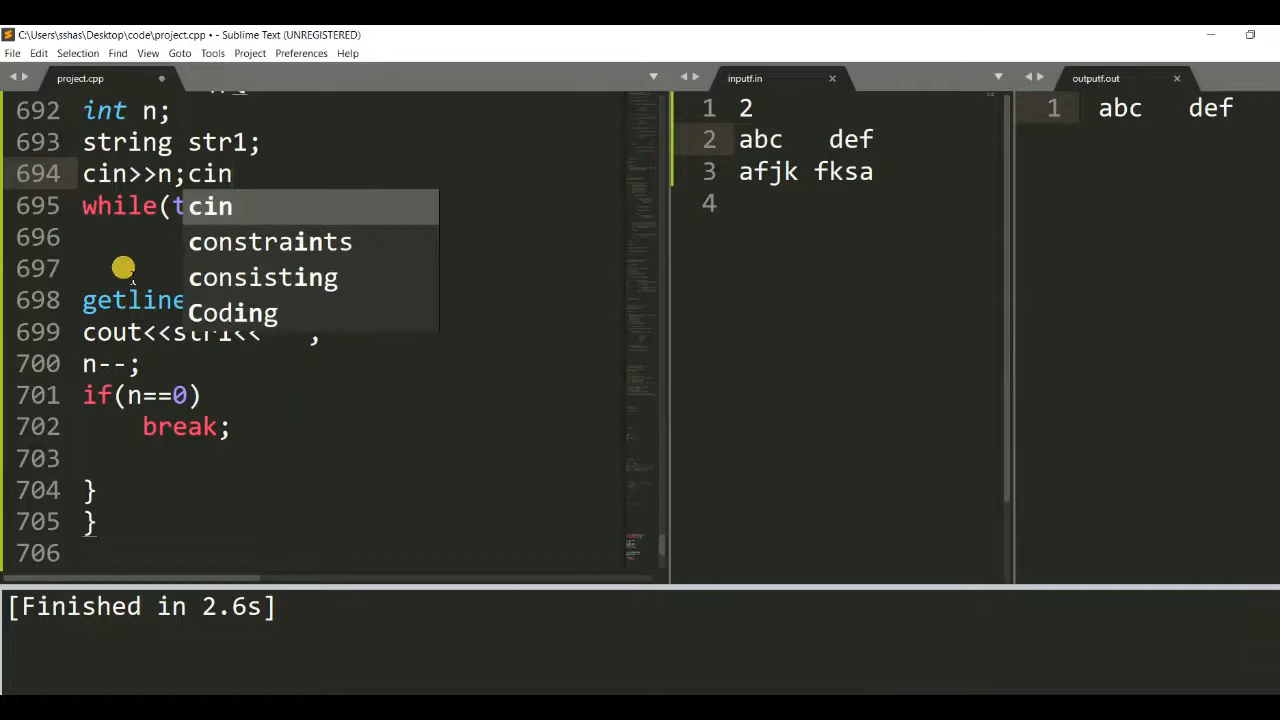 C:\Users\sshas\Desktop\code\project.cpp • - Sublime Text (UNREGISTERED)
File Edit Selection Find View Goto Tools Project Preferences Help
project.cpp
inputf.in
outputf.out
692 int n;
693 string str1;
694 cin>>n;cin
695 while(t
696
697
698 getline
699 cout<<str1<<
700 n--;
701 if(n==0)
702 break;
703
704 }
705 }
706
cin
constraints
consisting
Coding
1 2
2 abc   def
3 afjk fksa
4
1 abc   def
[Finished in 2.6s]